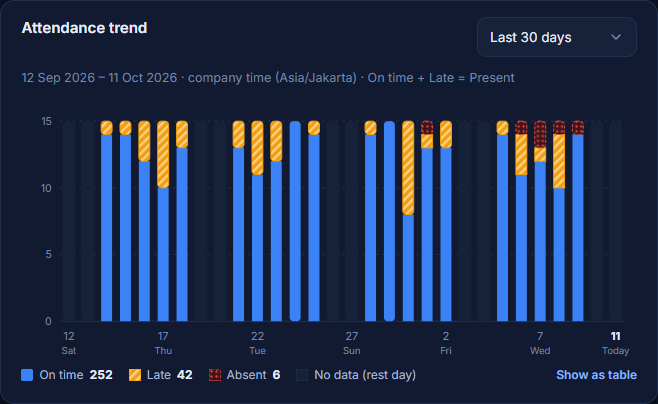 Attendance trend
Last 30 days
12 Sep 2026 – 11 Oct 2026 · company time (Asia/Jakarta) · On time + Late = Present
15
10
5
0
12 17 22 27 2 7 11
Sat Thu Tue Sun Fri Wed Today
On time 252 Late 42 Absent 6 No data (rest day) Show as table